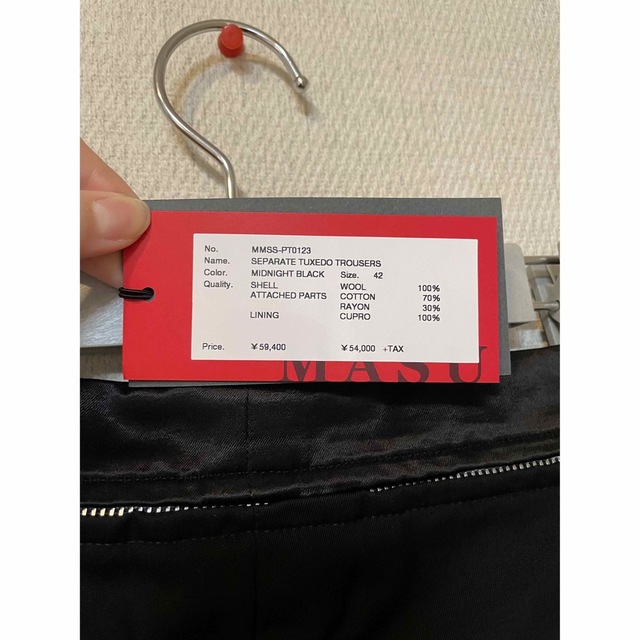 No. MMSS-PT0123
Name. SEPARATE TUXEDO TROUSERS
Color. MIDNIGHT BLACK Size. 42
Quality. SHELL WOOL 100%
ATTACHED PARTS COTTON 70%
RAYON 30%
LINING CUPRO 100%
Price. ¥59,400 ¥54,000 +TAX
MASU